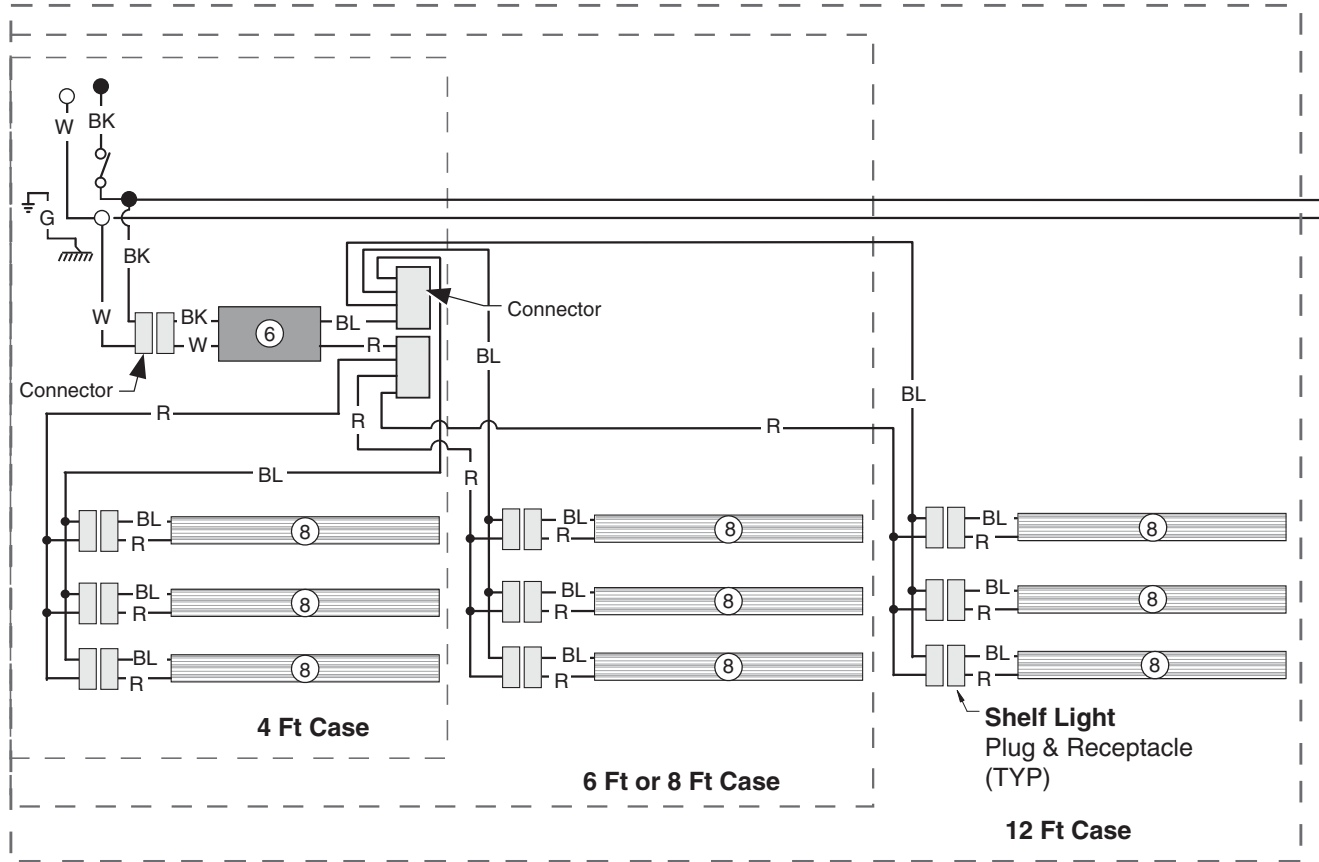 W
BK
G
BK
W
BK
W
6
BL
R
Connector
Connector
BL
BL
R
R
R
R
BL
BL
R
8
BL
R
8
BL
R
8
BL
R
8
BL
R
8
BL
R
8
BL
R
8
BL
R
8
BL
R
8
4 Ft Case
6 Ft or 8 Ft Case
Shelf Light
Plug & Receptacle
(TYP)
12 Ft Case